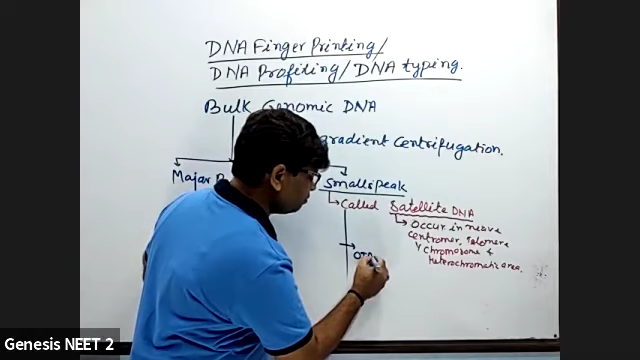 DNA Finger Printing/
DNA Profiling/ DNA typing.
Bulk Genomic DNA
gradient Centrifugation.
Major
Small peak
Called Satellite DNA
Occur in
centromer, Telomere
Y Chromosome &
heterochromatic area.
Genesis NEET 2